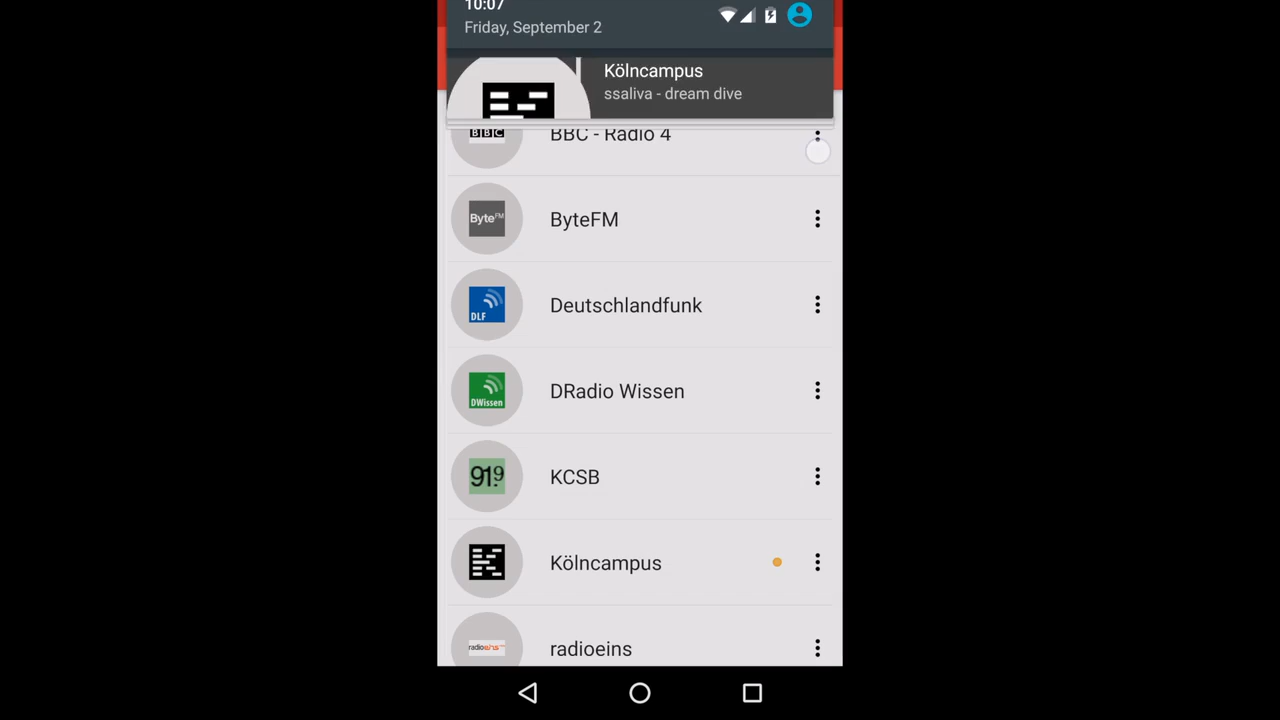 10:07
Friday, September 2
Kölncampus
ssaliva - dream dive
BBC
BBC - Radio 4
Byte FM
ByteFM
DLF
Deutschlandfunk
DWissen
DRadio Wissen
91.9
KCSB
Kölncampus
radioeins
radioeins